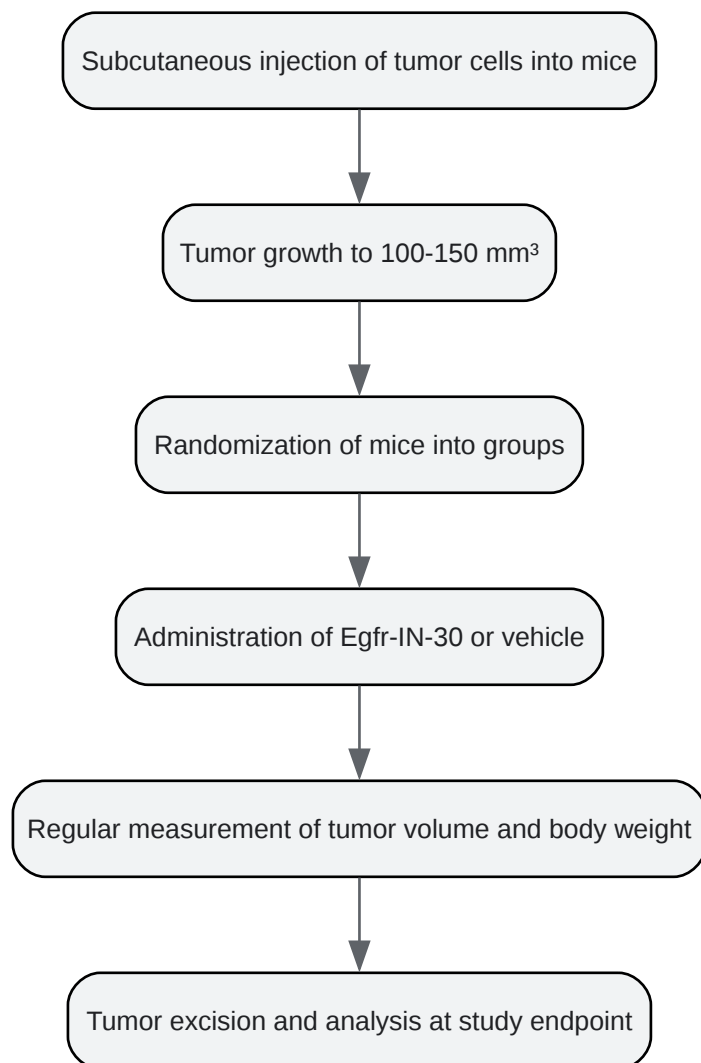 Subcutaneous injection of tumor cells into mice
Tumor growth to 100-150 mm³
Randomization of mice into groups
Administration of Egfr-IN-30 or vehicle
Regular measurement of tumor volume and body weight
Tumor excision and analysis at study endpoint